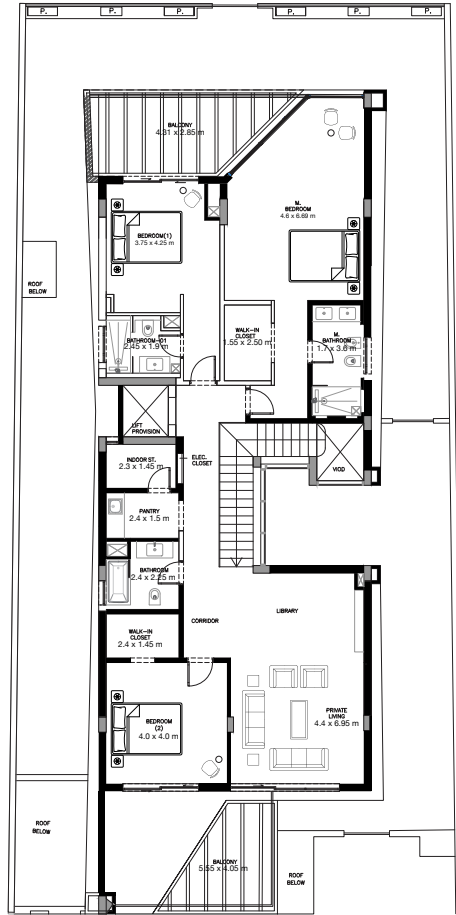 P. P. P. P. P. P.
BALCONY
4.31 x 2.85 m
M.
BEDROOM
4.6 x 6.69 m
BEDROOM(1)
3.75 x 4.25 m
ROOF
BELOW
BATHROOM-01
2.45 x 1.9 m
WALK-IN
CLOSET
1.55 x 2.50 m
M.
BATHROOM
1.7 x 3.6 m
LIFT
PROVISION
INDOOR ST.
2.3 x 1.45 m
ELEC.
CLOSET
VIOD
PANTRY
2.4 x 1.5 m
BATHROOM
2.4 x 2.25 m
CORRIDOR
LIBRARY
WALK-IN
CLOSET
2.4 x 1.45 m
BEDROOM
(2)
4.0 x 4.0 m
PRIVATE
LIVING
4.4 x 6.95 m
ROOF
BELOW
BALCONY
5.55 x 4.05 m
ROOF
BELOW